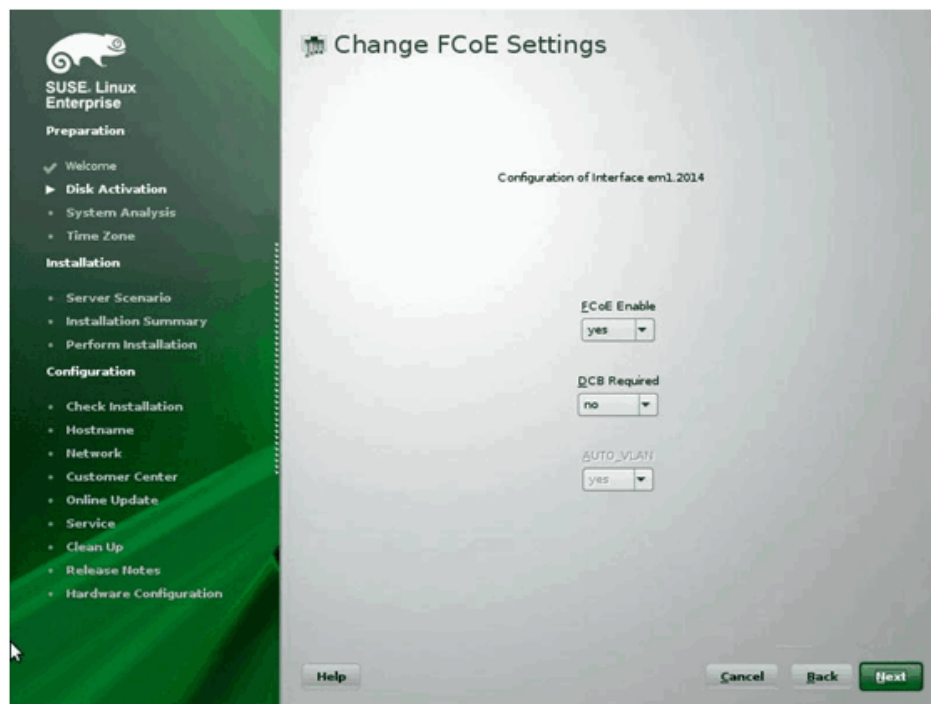 SUSE. Linux
Enterprise
Preparation
Welcome
Disk Activation
System Analysis
Time Zone
Installation
Server Scenario
Installation Summary
Perform Installation
Configuration
Check Installation
Hostname
Network
Customer Center
Online Update
Service
Clean Up
Release Notes
Hardware Configuration
Change FCoE Settings
Configuration of Interface em1.2014
FCoE Enable
yes
DCB Required
no
AUTO_VLAN
yes
Help
Cancel
Back
Next